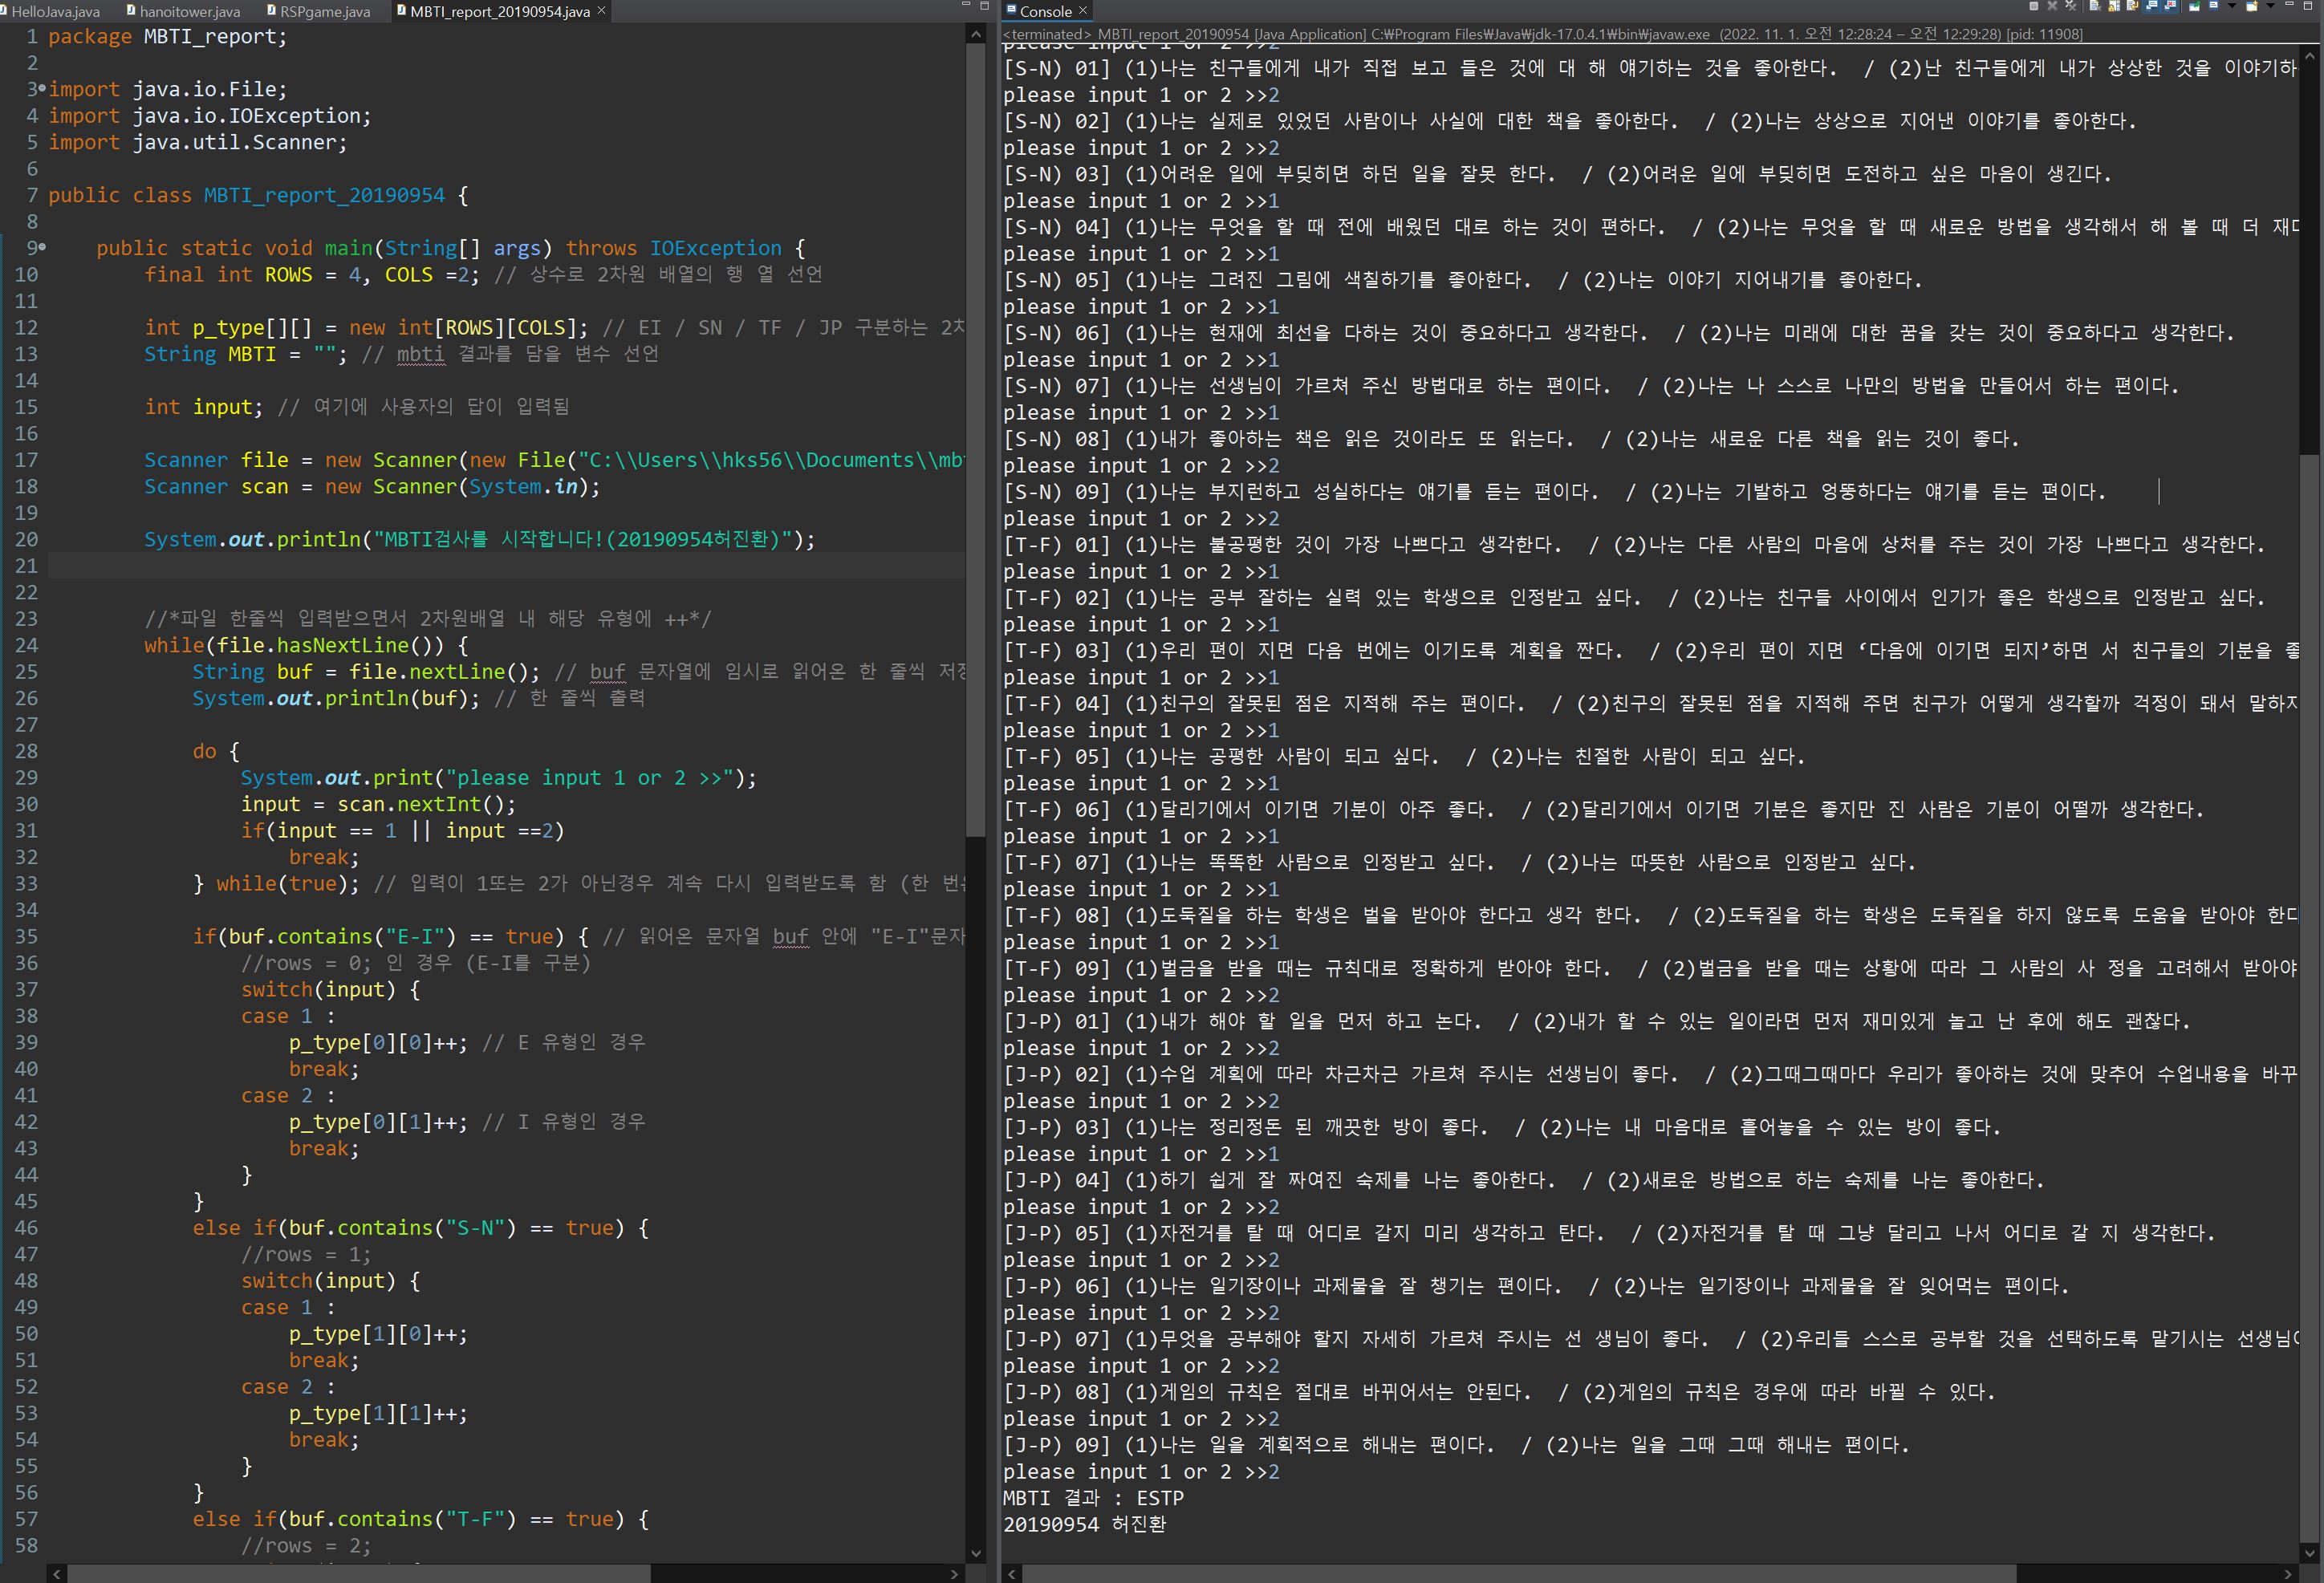 HelloJava.java hanoitower.java RSPgame.java MBTI_report_20190954.java
1 package MBTI_report;
2
3 import java.io.File;
4 import java.io.IOException;
5 import java.util.Scanner;
6
7 public class MBTI_report_20190954 {
8
9 public static void main(String[] args) throws IOException {
10 final int ROWS = 4, COLS =2; // 상수로 2차원 배열의 행 열 선언
11
12 int p_type[][] = new int[ROWS][COLS]; // EI / SN / TF / JP 구분하는
13 String MBTI = ""; // mbti 결과를 담을 변수 선언
14
15 int input; // 여기에 사용자의 답이 입력됨
16
17 Scanner file = new Scanner(new File("C:\\Users\\hks56\\Documents\\mb
18 Scanner scan = new Scanner(System.in);
19
20 System.out.println("MBTI검사를 시작합니다!(20190954허진환)");
21
22
23 //*파일 한줄씩 입력받으면서 2차원배열 내 해당 유형에 ++*/
24 while(file.hasNextLine()) {
25 String buf = file.nextLine(); // buf 문자열에 임시로 읽어온 한 줄씩
26 System.out.println(buf); // 한 줄씩 출력
27
28 do {
29 System.out.print("please input 1 or 2 >>");
30 input = scan.nextInt();
31 if(input == 1 || input ==2)
32 break;
33 } while(true); // 입력이 1또는 2가 아닌경우 계속 다시 입력받도록 함 (한
34
35 if(buf.contains("E-I") == true) { // 읽어온 문자열 buf 안에 "E-I"문자
36 //rows = 0; 인 경우 (E-I를 구분)
37 switch(input) {
38 case 1 :
39 p_type[0][0]++; // E 유형인 경우
40 break;
41 case 2 :
42 p_type[0][1]++; // I 유형인 경우
43 break;
44 }
45 }
46 else if(buf.contains("S-N") == true) {
47 //rows = 1;
48 switch(input) {
49 case 1 :
50 p_type[1][0]++;
51 break;
52 case 2 :
53 p_type[1][1]++;
54 break;
55 }
56 }
57 else if(buf.contains("T-F") == true) {
58 //rows = 2;
Console
<terminated> MBTI_report_20190954 [Java Application] C:₩Program Files₩Java₩jdk-17.0.4.1₩bin₩javaw.exe (2022. 11. 1. 오전 12:28:24 – 오전 12:29:28) [pid: 11908]
please input 1 or 2 >>2
[S-N) 01] (1)나는 친구들에게 내가 직접 보고 들은 것에 대 해 얘기하는 것을 좋아한다. / (2)난 친구들에게 내가 상상한 것을 이야기하
please input 1 or 2 >>2
[S-N) 02] (1)나는 실제로 있었던 사람이나 사실에 대한 책을 좋아한다. / (2)나는 상상으로 지어낸 이야기를 좋아한다.
please input 1 or 2 >>2
[S-N) 03] (1)어려운 일에 부딪히면 하던 일을 잘못 한다. / (2)어려운 일에 부딪히면 도전하고 싶은 마음이 생긴다.
please input 1 or 2 >>1
[S-N) 04] (1)나는 무엇을 할 때 전에 배웠던 대로 하는 것이 편하다. / (2)나는 무엇을 할 때 새로운 방법을 생각해서 해 볼 때 더
please input 1 or 2 >>1
[S-N) 05] (1)나는 그려진 그림에 색칠하기를 좋아한다. / (2)나는 이야기 지어내기를 좋아한다.
please input 1 or 2 >>1
[S-N) 06] (1)나는 현재에 최선을 다하는 것이 중요하다고 생각한다. / (2)나는 미래에 대한 꿈을 갖는 것이 중요하다고 생각한다.
please input 1 or 2 >>1
[S-N) 07] (1)나는 선생님이 가르쳐 주신 방법대로 하는 편이다. / (2)나는 나 스스로 나만의 방법을 만들어서 하는 편이다.
please input 1 or 2 >>1
[S-N) 08] (1)내가 좋아하는 책은 읽은 것이라도 또 읽는다. / (2)나는 새로운 다른 책을 읽는 것이 좋다.
please input 1 or 2 >>2
[S-N) 09] (1)나는 부지런하고 성실하다는 얘기를 듣는 편이다. / (2)나는 기발하고 엉뚱하다는 얘기를 듣는 편이다.
please input 1 or 2 >>2
[T-F) 01] (1)나는 불공평한 것이 가장 나쁘다고 생각한다. / (2)나는 다른 사람의 마음에 상처를 주는 것이 가장 나쁘다고 생각한다.
please input 1 or 2 >>1
[T-F) 02] (1)나는 공부 잘하는 실력 있는 학생으로 인정받고 싶다. / (2)나는 친구들 사이에서 인기가 좋은 학생으로 인정받고 싶다.
please input 1 or 2 >>1
[T-F) 03] (1)우리 편이 지면 다음 번에는 이기도록 계획을 짠다. / (2)우리 편이 지면 ‘다음에 이기면 되지’하면 서 친구들의 기분을
please input 1 or 2 >>1
[T-F) 04] (1)친구의 잘못된 점은 지적해 주는 편이다. / (2)친구의 잘못된 점을 지적해 주면 친구가 어떻게 생각할까 걱정이 돼서 말하지
please input 1 or 2 >>1
[T-F) 05] (1)나는 공평한 사람이 되고 싶다. / (2)나는 친절한 사람이 되고 싶다.
please input 1 or 2 >>1
[T-F) 06] (1)달리기에서 이기면 기분이 아주 좋다. / (2)달리기에서 이기면 기분은 좋지만 진 사람은 기분이 어떨까 생각한다.
please input 1 or 2 >>1
[T-F) 07] (1)나는 똑똑한 사람으로 인정받고 싶다. / (2)나는 따뜻한 사람으로 인정받고 싶다.
please input 1 or 2 >>1
[T-F) 08] (1)도둑질을 하는 학생은 벌을 받아야 한다고 생각 한다. / (2)도둑질을 하는 학생은 도둑질을 하지 않도록 도움을 받아야 한다
please input 1 or 2 >>1
[T-F) 09] (1)벌금을 받을 때는 규칙대로 정확하게 받아야 한다. / (2)벌금을 받을 때는 상황에 따라 그 사람의 사 정을 고려해서 받아야
please input 1 or 2 >>2
[J-P) 01] (1)내가 해야 할 일을 먼저 하고 논다. / (2)내가 할 수 있는 일이라면 먼저 재미있게 놀고 난 후에 해도 괜찮다.
please input 1 or 2 >>2
[J-P) 02] (1)수업 계획에 따라 차근차근 가르쳐 주시는 선생님이 좋다. / (2)그때그때마다 우리가 좋아하는 것에 맞추어 수업내용을 바꾸
please input 1 or 2 >>2
[J-P) 03] (1)나는 정리정돈 된 깨끗한 방이 좋다. / (2)나는 내 마음대로 흩어놓을 수 있는 방이 좋다.
please input 1 or 2 >>1
[J-P) 04] (1)하기 쉽게 잘 짜여진 숙제를 나는 좋아한다. / (2)새로운 방법으로 하는 숙제를 나는 좋아한다.
please input 1 or 2 >>2
[J-P) 05] (1)자전거를 탈 때 어디로 갈지 미리 생각하고 탄다. / (2)자전거를 탈 때 그냥 달리고 나서 어디로 갈 지 생각한다.
please input 1 or 2 >>2
[J-P) 06] (1)나는 일기장이나 과제물을 잘 챙기는 편이다. / (2)나는 일기장이나 과제물을 잘 잊어먹는 편이다.
please input 1 or 2 >>2
[J-P) 07] (1)무엇을 공부해야 할지 자세히 가르쳐 주시는 선 생님이 좋다. / (2)우리들 스스로 공부할 것을 선택하도록 맡기시는 선생님
please input 1 or 2 >>2
[J-P) 08] (1)게임의 규칙은 절대로 바뀌어서는 안된다. / (2)게임의 규칙은 경우에 따라 바뀔 수 있다.
please input 1 or 2 >>2
[J-P) 09] (1)나는 일을 계획적으로 해내는 편이다. / (2)나는 일을 그때 그때 해내는 편이다.
please input 1 or 2 >>2
MBTI 결과 : ESTP
20190954 허진환